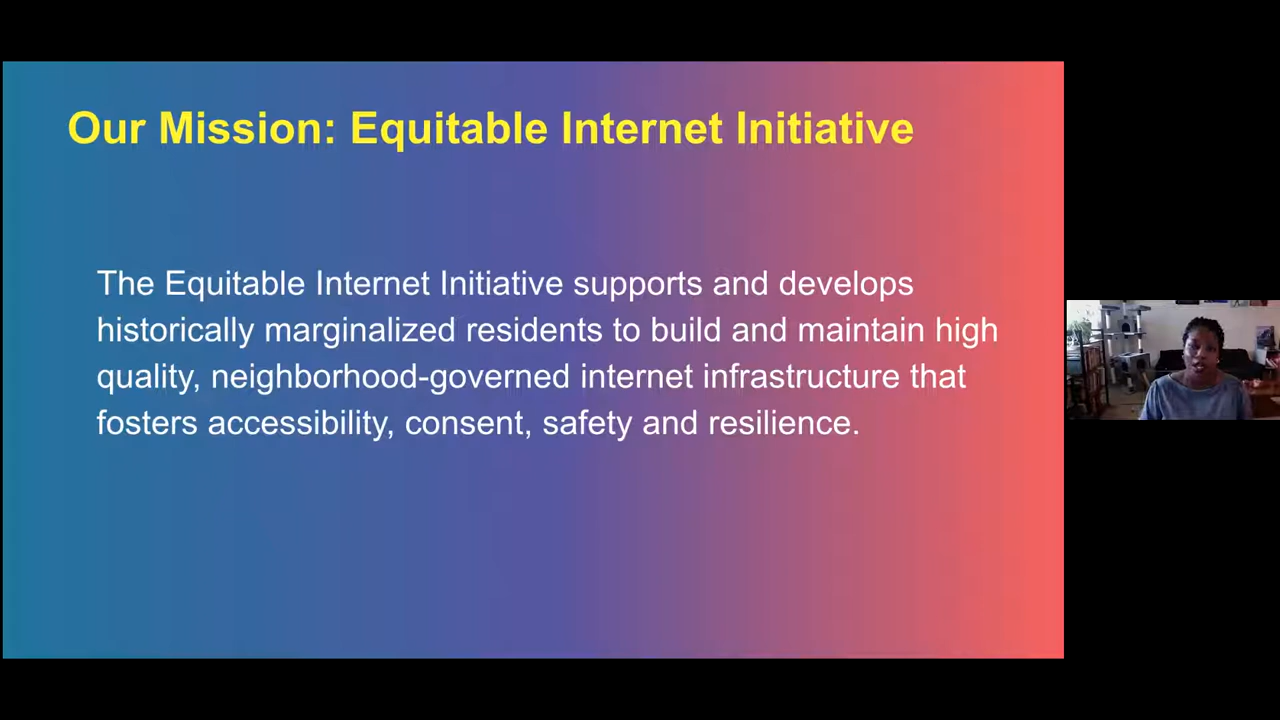 Our Mission: Equitable Internet Initiative
The Equitable Internet Initiative supports and develops
historically marginalized residents to build and maintain high
quality, neighborhood-governed internet infrastructure that
fosters accessibility, consent, safety and resilience.